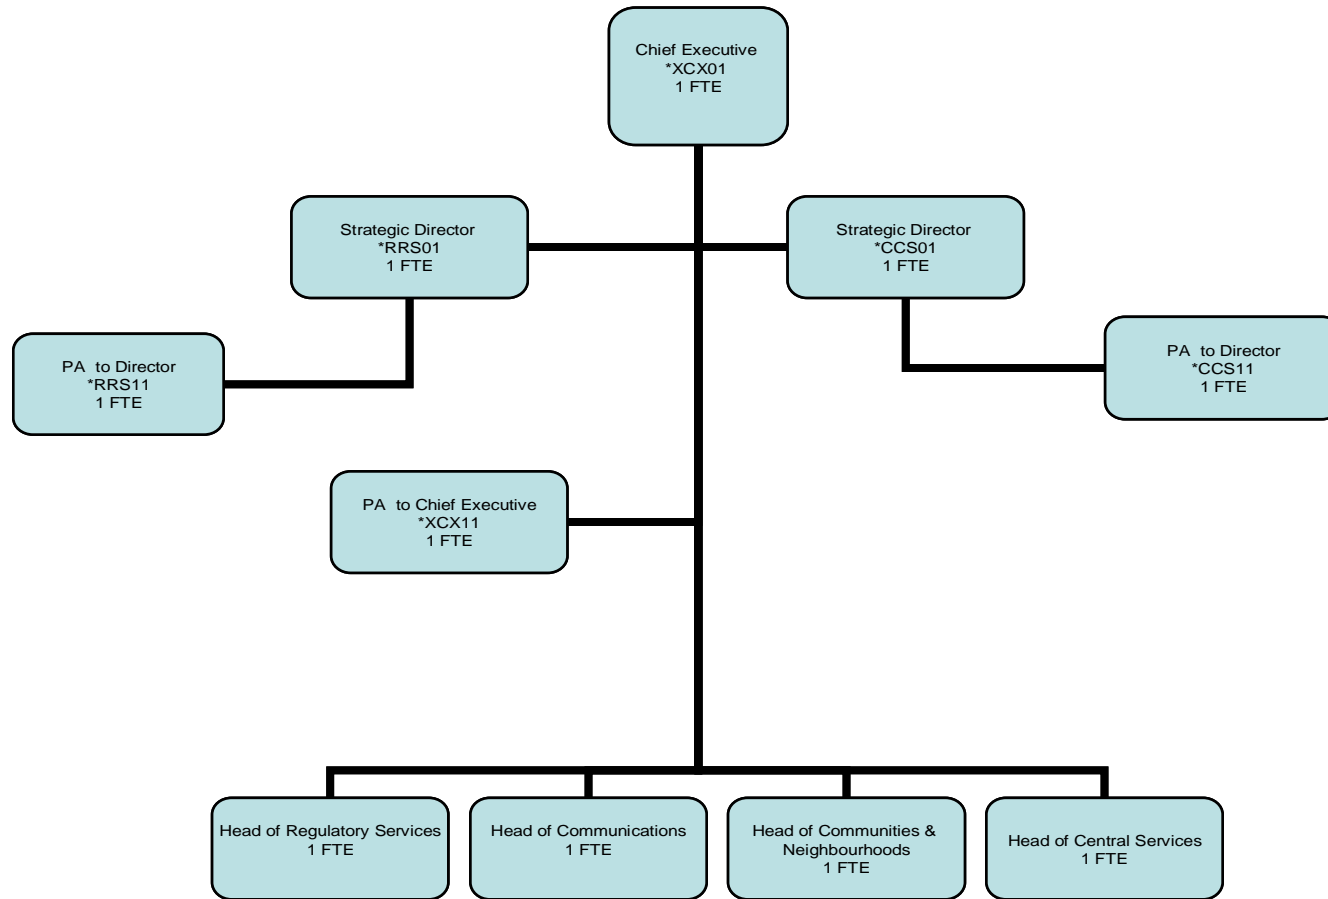 Chief Executive
*XCX01
1 FTE
Strategic Director
*RRS01
1 FTE
Strategic Director
*CCS01
1 FTE
PA  to Director
*RRS11
1 FTE
PA  to Director
*CCS11
1 FTE
PA  to Chief Executive
*XCX11
1 FTE
Head of Regulatory Services
1 FTE
Head of Communications
1 FTE
Head of Communities &
Neighbourhoods
1 FTE
Head of Central Services
1 FTE